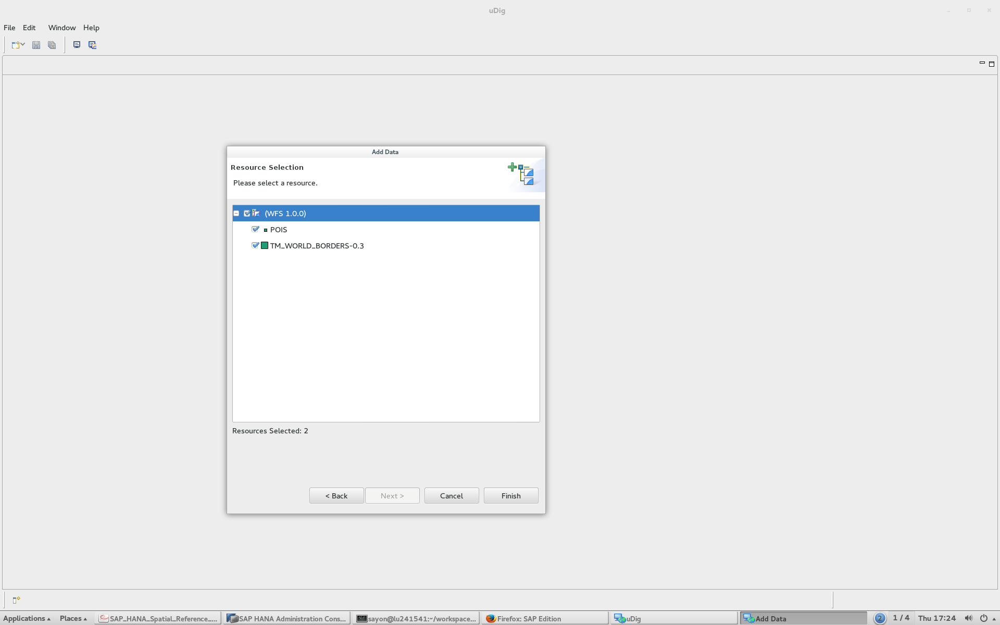 uDig
File Edit Window Help
Add Data
Resource Selection
Please select a resource.
(WFS 1.0.0)
POIS
TM_WORLD_BORDERS-0.3
Resources Selected: 2
< Back Next > Cancel Finish
Applications Places SAP_HANA_Spatial_Reference_... SAP HANA Administration Cons... sayon@lu241541:~/workspace... Firefox: SAP Edition uDig Add Data 2 1 / 4 Thu 17:24